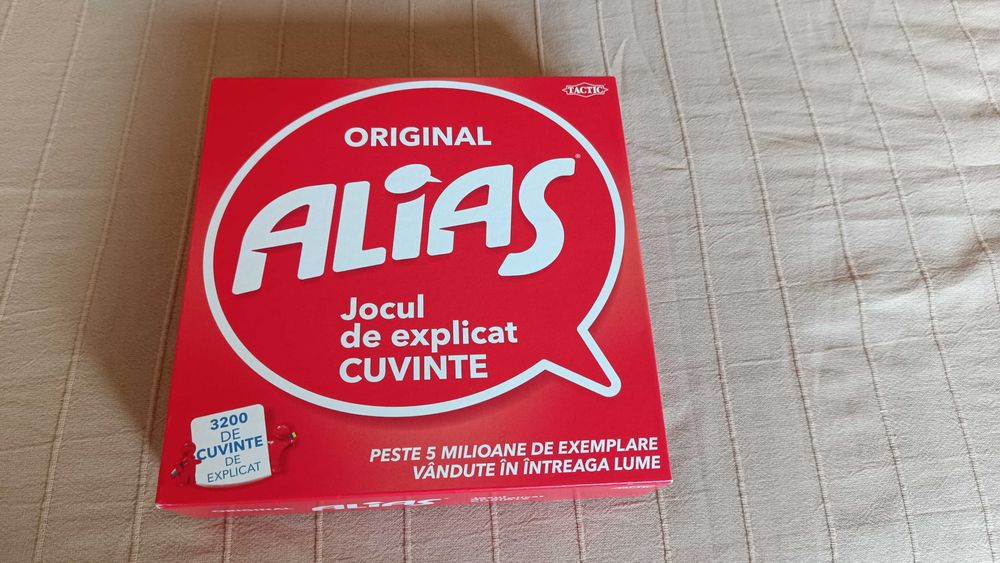 TACTIC
ORIGINAL
ALiAS®
Jocul
de explicat
CUVINTE
3200
DE
CUVINTE
DE
EXPLICAT
PESTE 5 MILIOANE DE EXEMPLARE
VÂNDUTE ÎN ÎNTREAGA LUME
ORIGINAL ALiAS TACTIC